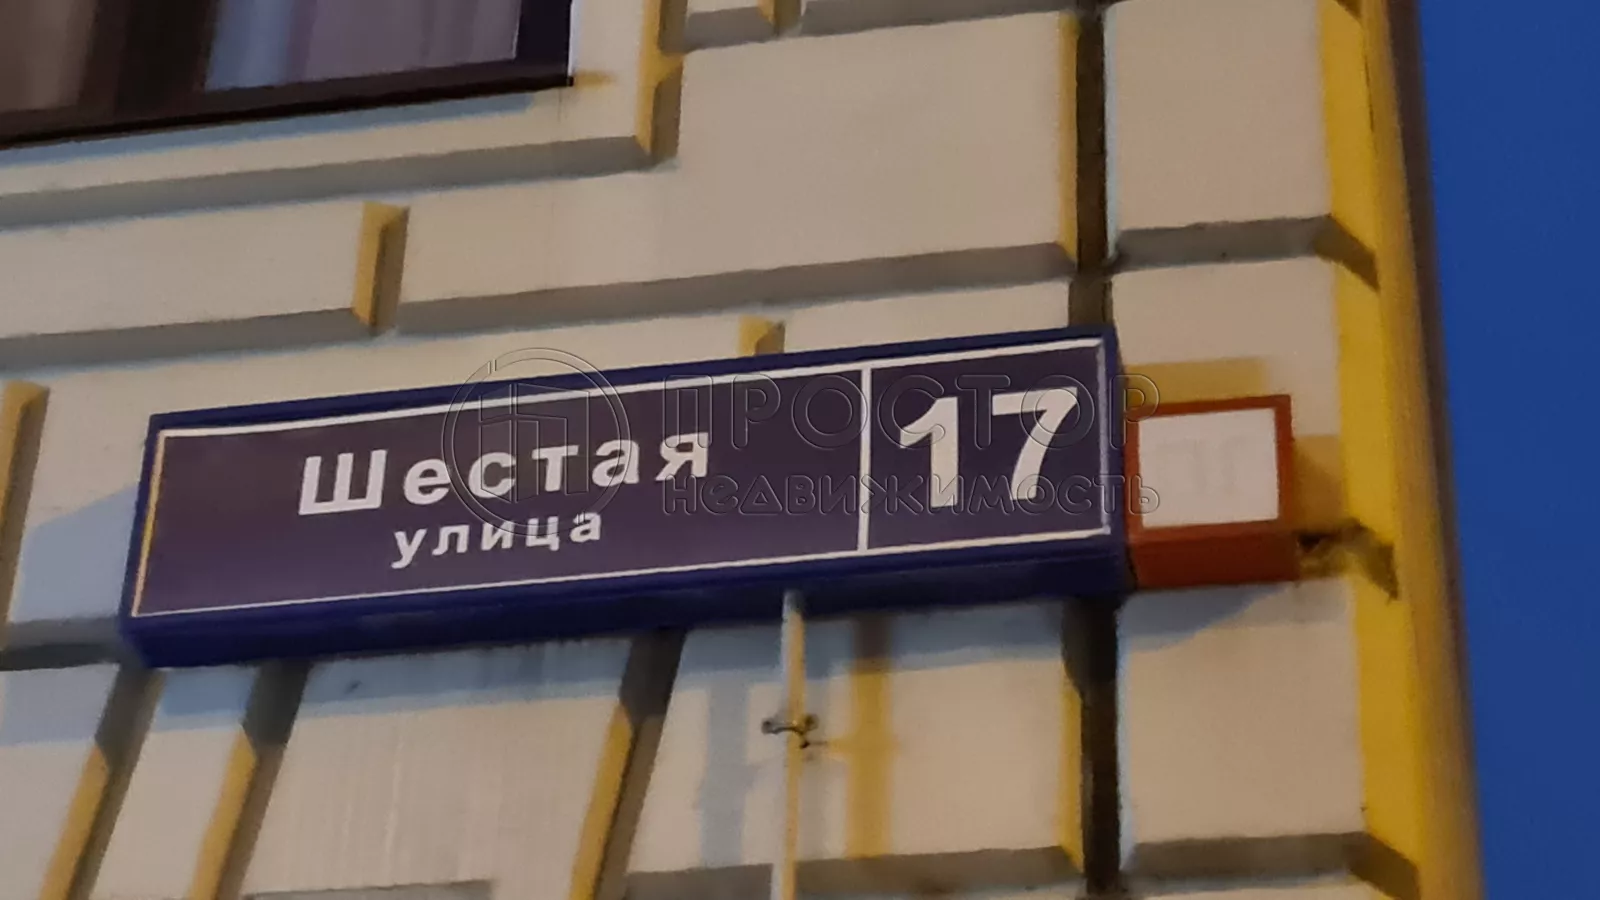 Шестая
улица
17
ПРОСТОР
НЕДВИЖИМОСТЬ